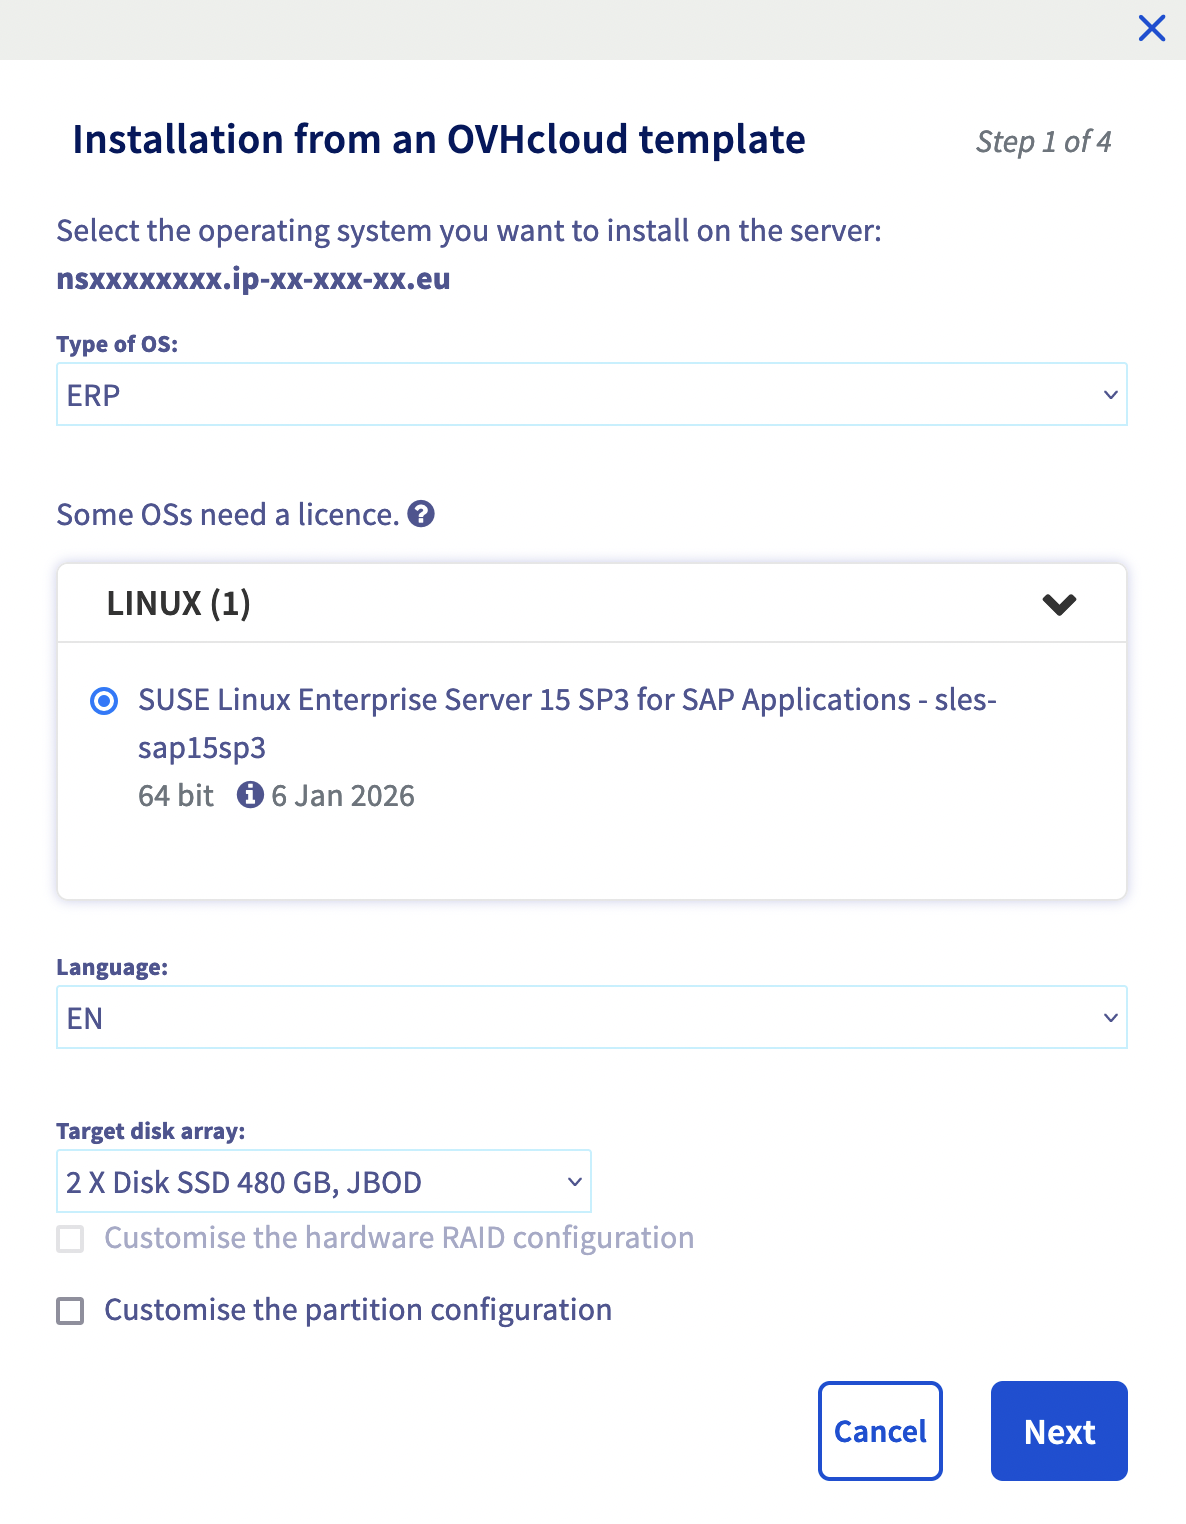 Installation from an OVHcloud template
Step 1 of 4
Select the operating system you want to install on the server:
nsxxxxxxxx.ip-xx-xxx-xx.eu
Type of OS:
ERP
Some OSs need a licence.
LINUX (1)
SUSE Linux Enterprise Server 15 SP3 for SAP Applications - sles-
sap15sp3
64 bit 6 Jan 2026
Language:
EN
Target disk array:
2 X Disk SSD 480 GB, JBOD
Customise the hardware RAID configuration
Customise the partition configuration
Cancel
Next